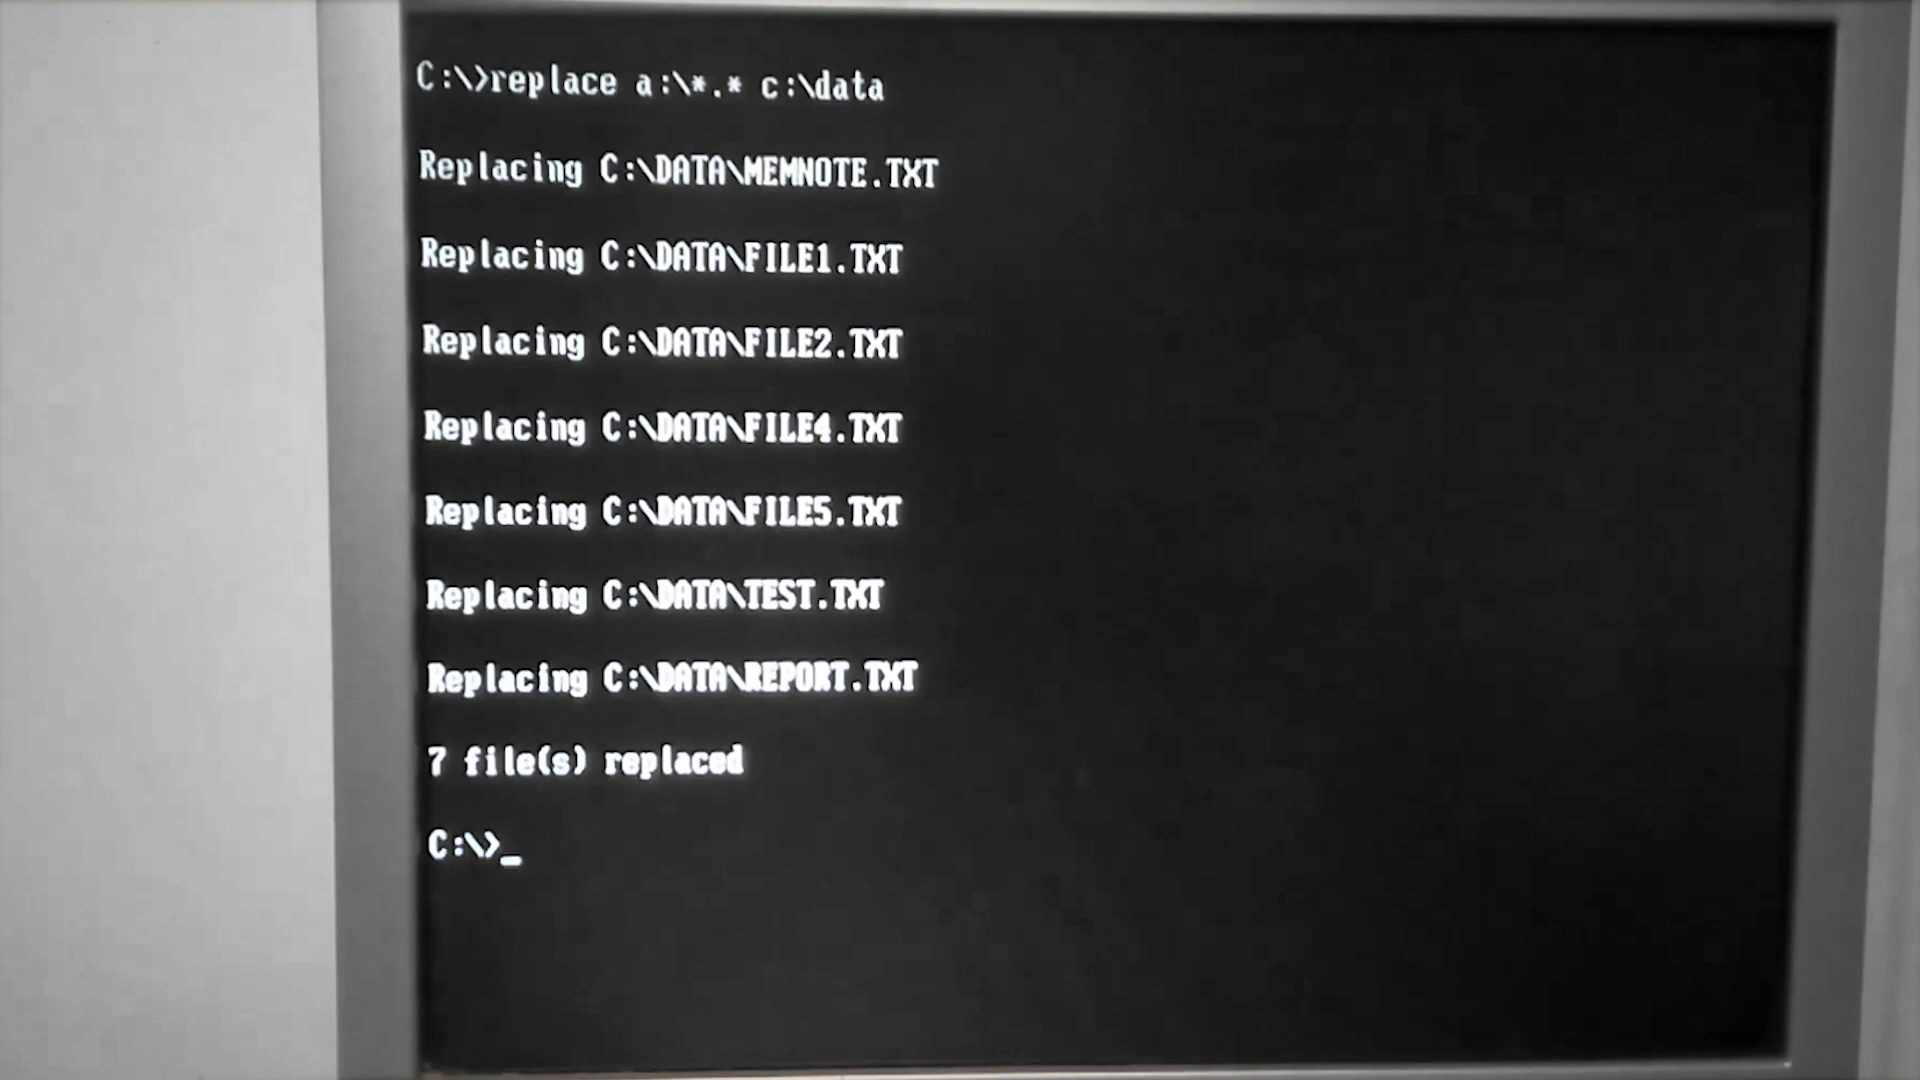 C:\>replace a:\*.* c:\data
Replacing C:\DATA\MEMNOTE.TXT
Replacing C:\DATA\FILE1.TXT
Replacing C:\DATA\FILE2.TXT
Replacing C:\DATA\FILE4.TXT
Replacing C:\DATA\FILE5.TXT
Replacing C:\DATA\TEST.TXT
Replacing C:\DATA\REPORT.TXT
7 file(s) replaced
C:\>_